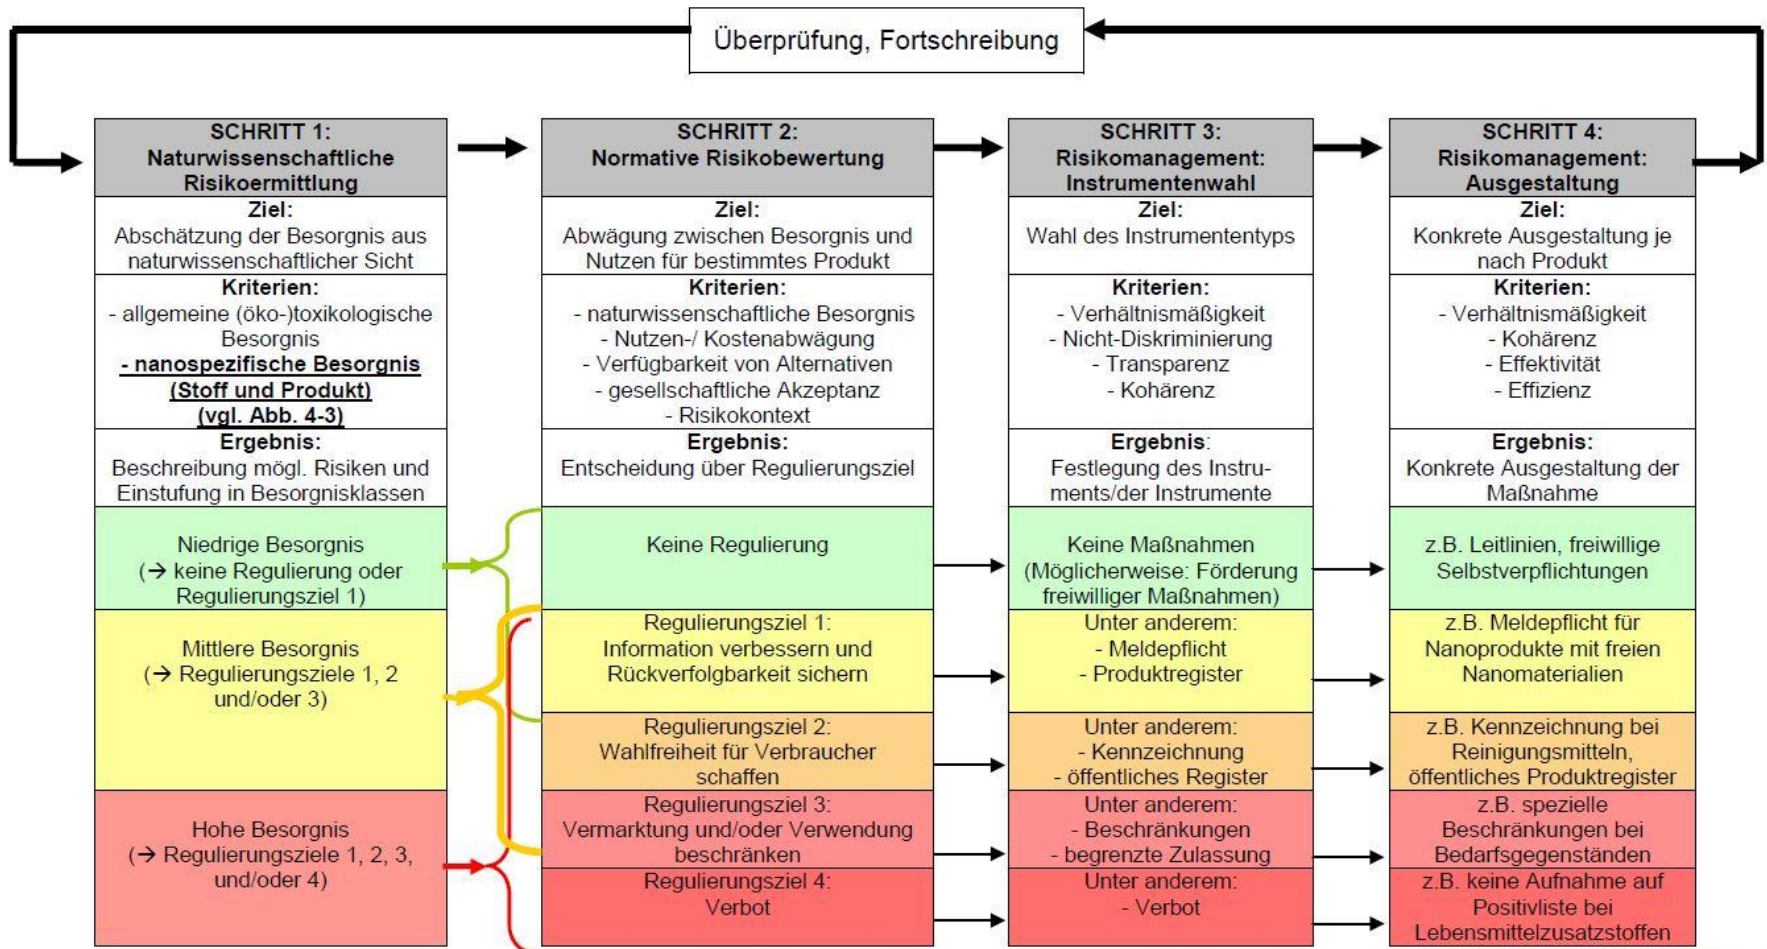 Überprüfung, Fortschreibung
SCHRITT 1:
Naturwissenschaftliche
Risikoermittlung
Ziel:
Abschätzung der Besorgnis aus
naturwissenschaftlicher Sicht
Kriterien:
- allgemeine (öko-)toxikologische
Besorgnis
- nanospezifische Besorgnis
(Stoff und Produkt)
(vgl. Abb. 4-3)
Ergebnis:
Beschreibung mögl. Risiken und
Einstufung in Besorgnisklassen
Niedrige Besorgnis
(→ keine Regulierung oder
Regulierungsziel 1)
Mittlere Besorgnis
(→ Regulierungsziele 1, 2
und/oder 3)
Hohe Besorgnis
(→ Regulierungsziele 1, 2, 3,
und/oder 4)
SCHRITT 2:
Normative Risikobewertung
Ziel:
Abwägung zwischen Besorgnis und
Nutzen für bestimmtes Produkt
Kriterien:
- naturwissenschaftliche Besorgnis
- Nutzen-/ Kostenabwägung
- Verfügbarkeit von Alternativen
- gesellschaftliche Akzeptanz
- Risikokontext
Ergebnis:
Entscheidung über Regulierungsziel
Keine Regulierung
Regulierungsziel 1:
Information verbessern und
Rückverfolgbarkeit sichern
Regulierungsziel 2:
Wahlfreiheit für Verbraucher
schaffen
Regulierungsziel 3:
Vermarktung und/oder Verwendung
beschränken
Regulierungsziel 4:
Verbot
SCHRITT 3:
Risikomanagement:
Instrumentenwahl
Ziel:
Wahl des Instrumententyps
Kriterien:
- Verhältnismäßigkeit
- Nicht-Diskriminierung
- Transparenz
- Kohärenz
Ergebnis:
Festlegung des Instru-
ments/der Instrumente
Keine Maßnahmen
(Möglicherweise: Förderung
freiwilliger Maßnahmen)
Unter anderem:
- Meldepflicht
- Produktregister
Unter anderem:
- Kennzeichnung
- öffentliches Register
Unter anderem:
- Beschränkungen
- begrenzte Zulassung
Unter anderem:
- Verbot
SCHRITT 4:
Risikomanagement:
Ausgestaltung
Ziel:
Konkrete Ausgestaltung je
nach Produkt
Kriterien:
- Verhältnismäßigkeit
- Kohärenz
- Effektivität
- Effizienz
Ergebnis:
Konkrete Ausgestaltung der
Maßnahme
z.B. Leitlinien, freiwillige
Selbstverpflichtungen
z.B. Meldepflicht für
Nanoprodukte mit freien
Nanomaterialien
z.B. Kennzeichnung bei
Reinigungsmitteln,
öffentliches Produktregister
z.B. spezielle
Beschränkungen bei
Bedarfsgegenständen
z.B. keine Aufnahme auf
Positivliste bei
Lebensmittelzusatzstoffen